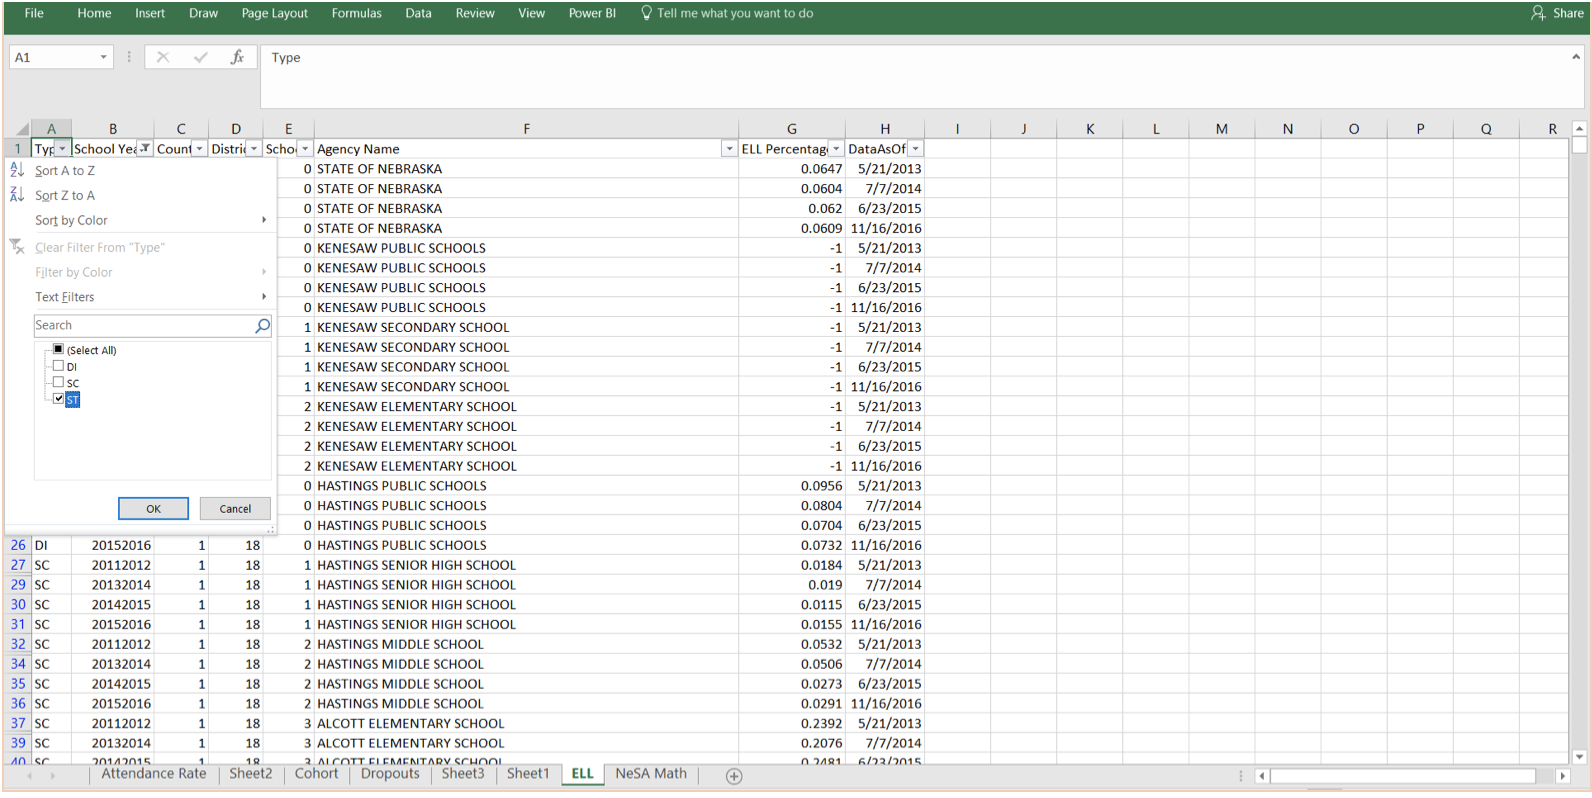 File Home Insert Draw Page Layout Formulas Data Review View Power BI Tell me what you want to do Share
A1 fx Type
A B C D E F G H I J K L M N O P Q R
1 Typ School Yea Count Distric Schoo Agency Name ELL Percentag DataAsOf
Sort A to Z
Sort Z to A
Sort by Color
Clear Filter From "Type"
Filter by Color
Text Filters
Search
(Select All)
DI
SC
ST
OK Cancel
0 STATE OF NEBRASKA 0.0647 5/21/2013
0 STATE OF NEBRASKA 0.0604 7/7/2014
0 STATE OF NEBRASKA 0.062 6/23/2015
0 STATE OF NEBRASKA 0.0609 11/16/2016
0 KENESAW PUBLIC SCHOOLS -1 5/21/2013
0 KENESAW PUBLIC SCHOOLS -1 7/7/2014
0 KENESAW PUBLIC SCHOOLS -1 6/23/2015
0 KENESAW PUBLIC SCHOOLS -1 11/16/2016
1 KENESAW SECONDARY SCHOOL -1 5/21/2013
1 KENESAW SECONDARY SCHOOL -1 7/7/2014
1 KENESAW SECONDARY SCHOOL -1 6/23/2015
1 KENESAW SECONDARY SCHOOL -1 11/16/2016
2 KENESAW ELEMENTARY SCHOOL -1 5/21/2013
2 KENESAW ELEMENTARY SCHOOL -1 7/7/2014
2 KENESAW ELEMENTARY SCHOOL -1 6/23/2015
2 KENESAW ELEMENTARY SCHOOL -1 11/16/2016
0 HASTINGS PUBLIC SCHOOLS 0.0956 5/21/2013
0 HASTINGS PUBLIC SCHOOLS 0.0804 7/7/2014
0 HASTINGS PUBLIC SCHOOLS 0.0704 6/23/2015
26 DI 20152016 1 18 0 HASTINGS PUBLIC SCHOOLS 0.0732 11/16/2016
27 SC 20112012 1 18 1 HASTINGS SENIOR HIGH SCHOOL 0.0184 5/21/2013
29 SC 20132014 1 18 1 HASTINGS SENIOR HIGH SCHOOL 0.019 7/7/2014
30 SC 20142015 1 18 1 HASTINGS SENIOR HIGH SCHOOL 0.0115 6/23/2015
31 SC 20152016 1 18 1 HASTINGS SENIOR HIGH SCHOOL 0.0155 11/16/2016
32 SC 20112012 1 18 2 HASTINGS MIDDLE SCHOOL 0.0532 5/21/2013
34 SC 20132014 1 18 2 HASTINGS MIDDLE SCHOOL 0.0506 7/7/2014
35 SC 20142015 1 18 2 HASTINGS MIDDLE SCHOOL 0.0273 6/23/2015
36 SC 20152016 1 18 2 HASTINGS MIDDLE SCHOOL 0.0291 11/16/2016
37 SC 20112012 1 18 3 ALCOTT ELEMENTARY SCHOOL 0.2392 5/21/2013
39 SC 20132014 1 18 3 ALCOTT ELEMENTARY SCHOOL 0.2076 7/7/2014
40 SC 20142015 1 18 3 ALCOTT ELEMENTARY SCHOOL 0.2481 6/23/2015
Attendance Rate Sheet2 Cohort Dropouts Sheet3 Sheet1 ELL NeSA Math